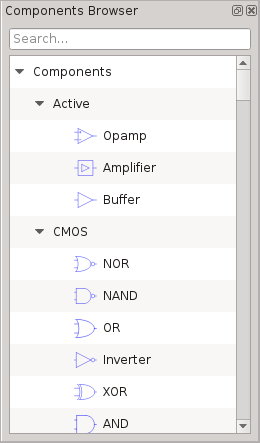 Components Browser
Search...
Components
Active
Opamp
Amplifier
Buffer
CMOS
NOR
NAND
OR
Inverter
XOR
AND